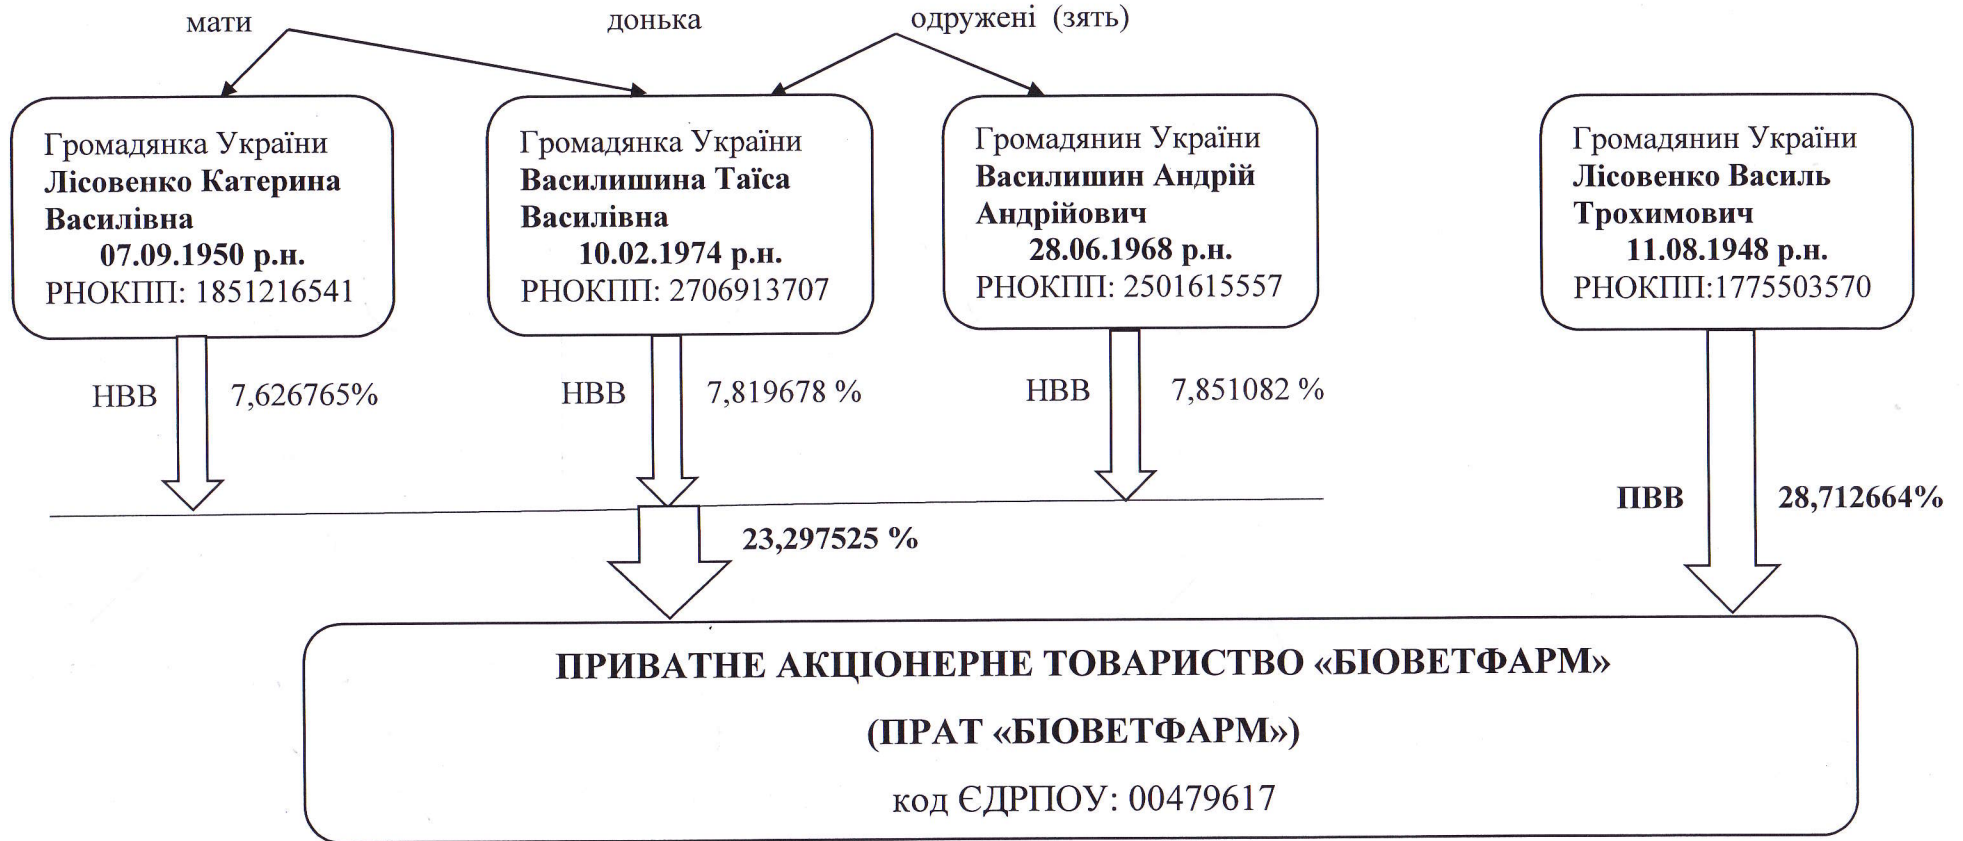 мати
донька
одружені (зять)
Громадянка України
Лісовенко Катерина
Василівна
07.09.1950 р.н.
РНОКПП: 1851216541
Громадянка України
Василишина Таїса
Василівна
10.02.1974 р.н.
РНОКПП: 2706913707
Громадянин України
Василишин Андрій
Андрійович
28.06.1968 р.н.
РНОКПП: 2501615557
Громадянин України
Лісовенко Василь
Трохимович
11.08.1948 р.н.
РНОКПП:1775503570
НВВ 7,626765%
НВВ 7,819678 %
НВВ 7,851082 %
ПВВ 28,712664%
23,297525 %
ПРИВАТНЕ АКЦІОНЕРНЕ ТОВАРИСТВО «БІОВЕТФАРМ»
(ПРАТ «БІОВЕТФАРМ»)
код ЄДРПОУ: 00479617